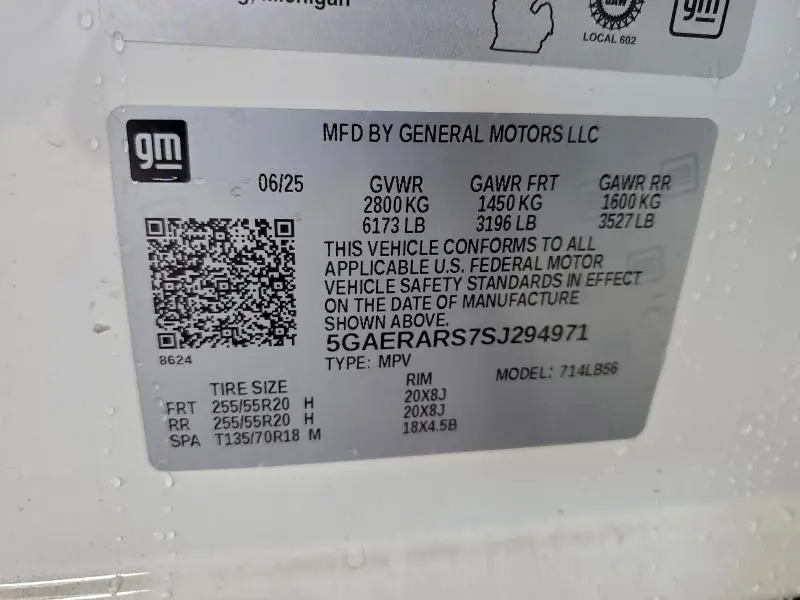 Michigan
UAW
LOCAL 602
gm
gm
MFD BY GENERAL MOTORS LLC
06/25 GVWR GAWR FRT GAWR RR
2800 KG 1450 KG 1600 KG
6173 LB 3196 LB 3527 LB
THIS VEHICLE CONFORMS TO ALL
APPLICABLE U.S. FEDERAL MOTOR
VEHICLE SAFETY STANDARDS IN EFFECT
ON THE DATE OF MANUFACTURE
SHOWN ABOVE.
5GAERARS7SJ294971
8624
TYPE: MPV MODEL: 714LB56
TIRE SIZE RIM
FRT 255/55R20 H 20X8J
RR 255/55R20 H 20X8J
SPA T135/70R18 M 18X4.5B